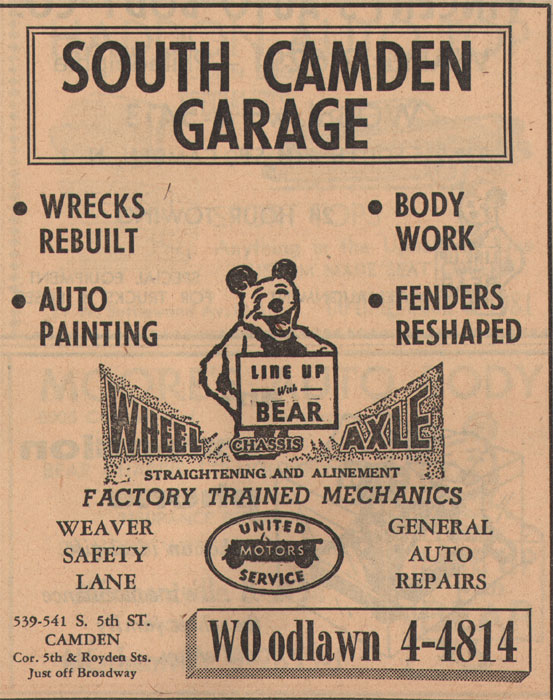 SOUTH CAMDEN
GARAGE
• WRECKS
REBUILT
• BODY
WORK
• AUTO
PAINTING
• FENDERS
RESHAPED
LINE UP
With
BEAR
WHEEL CHASSIS AXLE
STRAIGHTENING AND ALINEMENT
FACTORY TRAINED MECHANICS
WEAVER
SAFETY
LANE
UNITED
MOTORS
SERVICE
GENERAL
AUTO
REPAIRS
539-541 S. 5th ST.
CAMDEN
Cor. 5th & Royden Sts.
Just off Broadway
WO odlawn 4-4814